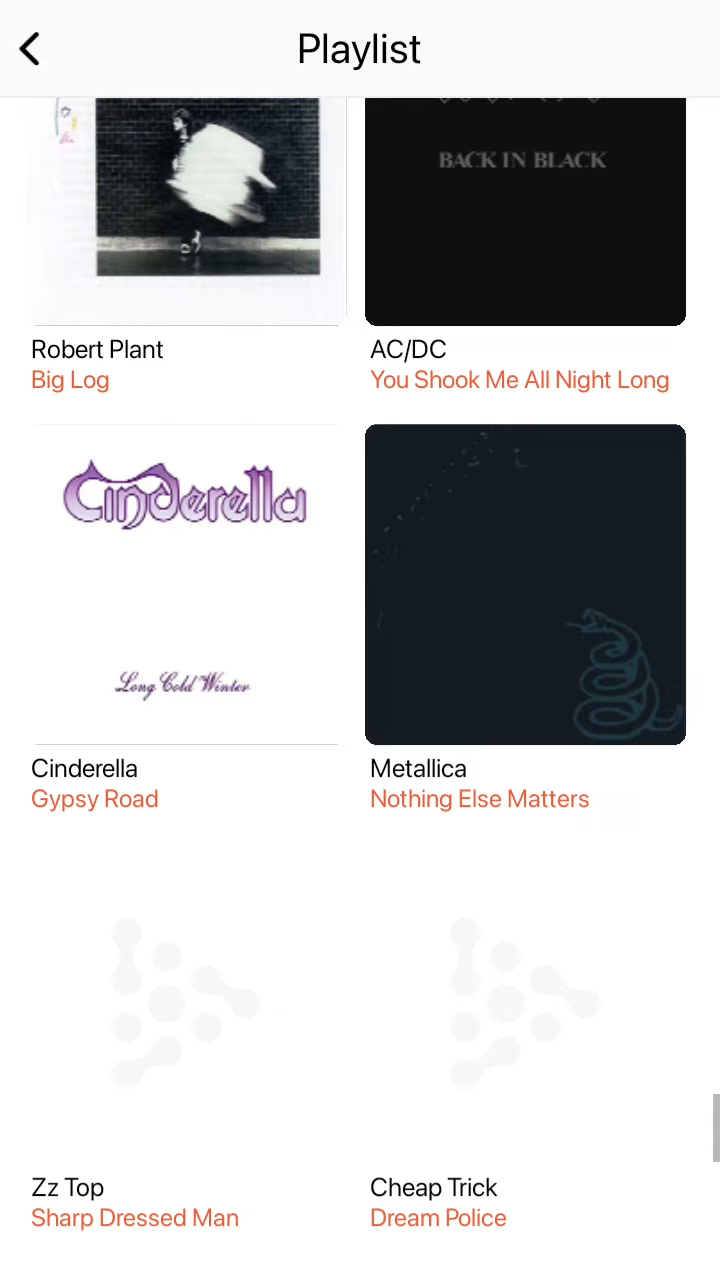 Playlist
BACK IN BLACK
Robert Plant
Big Log
AC/DC
You Shook Me All Night Long
Cinderella
Long Cold Winter
Cinderella
Gypsy Road
Metallica
Nothing Else Matters
Zz Top
Sharp Dressed Man
Cheap Trick
Dream Police